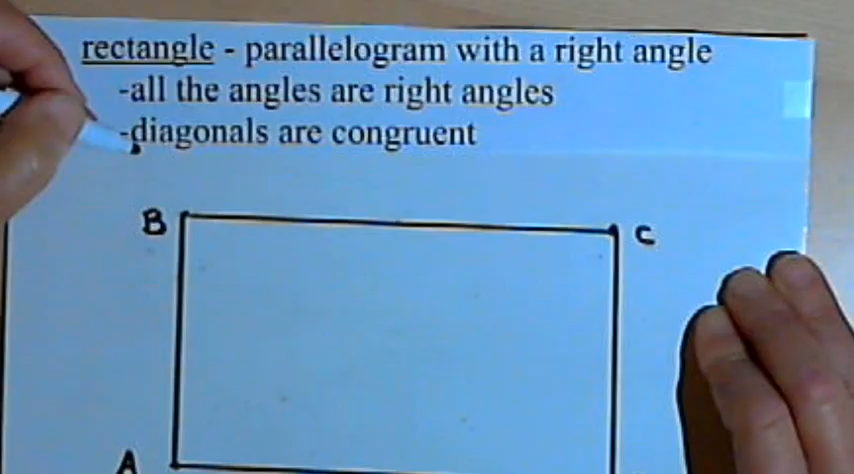 rectangle - parallelogram with a right angle
-all the angles are right angles
-diagonals are congruent
B
C
A